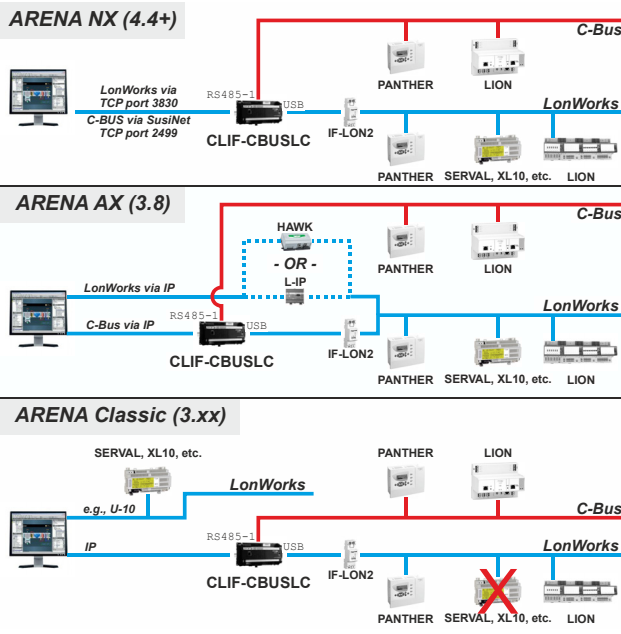 ARENA NX (4.4+)
C-Bus
PANTHER
LION
LonWorks via
TCP port 3830
C-BUS via SusiNet
TCP port 2499
RS485-1
USB
CLIF-CBUSLC
IF-LON2
LonWorks
PANTHER
SERVAL, XL10, etc.
LION
ARENA AX (3.8)
C-Bus
HAWK
- OR -
L-IP
PANTHER
LION
LonWorks via IP
C-Bus via IP
RS485-1
USB
CLIF-CBUSLC
IF-LON2
LonWorks
PANTHER
SERVAL, XL10, etc.
LION
ARENA Classic (3.xx)
SERVAL, XL10, etc.
LonWorks
e.g., U-10
PANTHER
LION
C-Bus
IP
RS485-1
USB
CLIF-CBUSLC
IF-LON2
LonWorks
PANTHER
SERVAL, XL10, etc.
LION